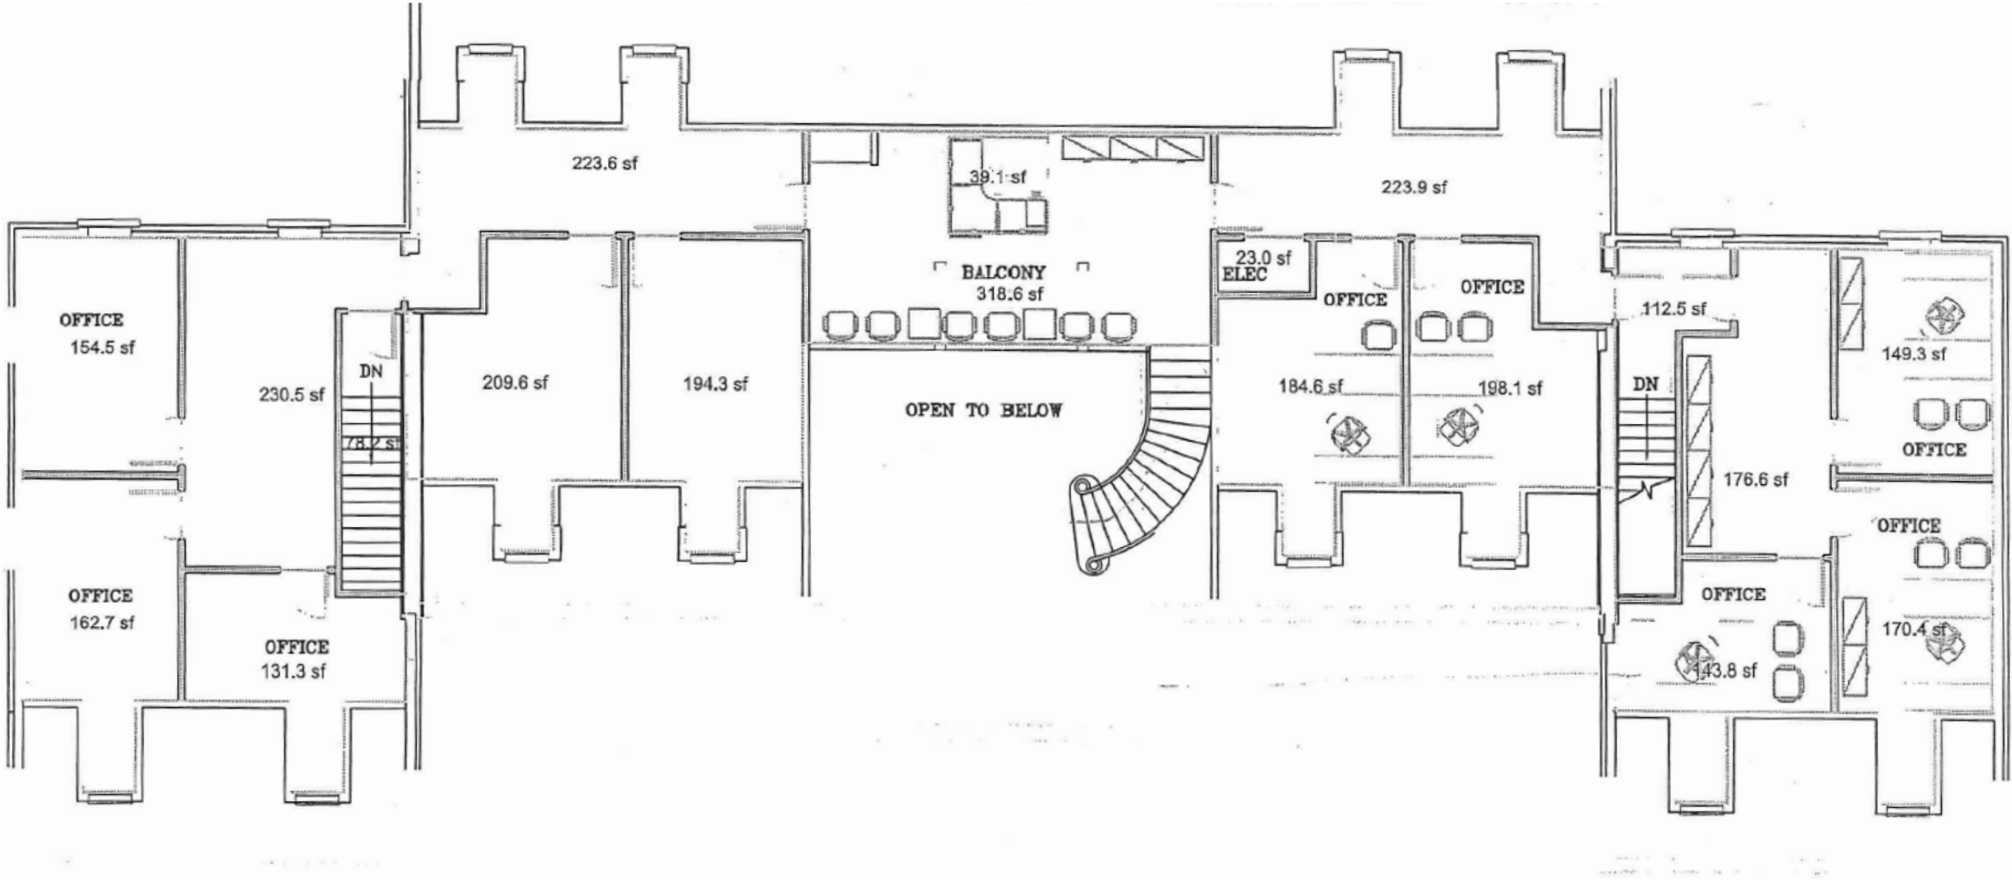 223.6 sf
39.1 sf
223.9 sf
23.0 sf
ELEC
BALCONY
318.6 sf
OFFICE
OFFICE
112.5 sf
OFFICE
154.5 sf
149.3 sf
DN
230.5 sf
209.6 sf
194.3 sf
184.6 sf
198.1 sf
DN
OPEN TO BELOW
78.2 sf
OFFICE
176.6 sf
OFFICE
OFFICE
162.7 sf
OFFICE
170.4 sf
OFFICE
131.3 sf
143.8 sf